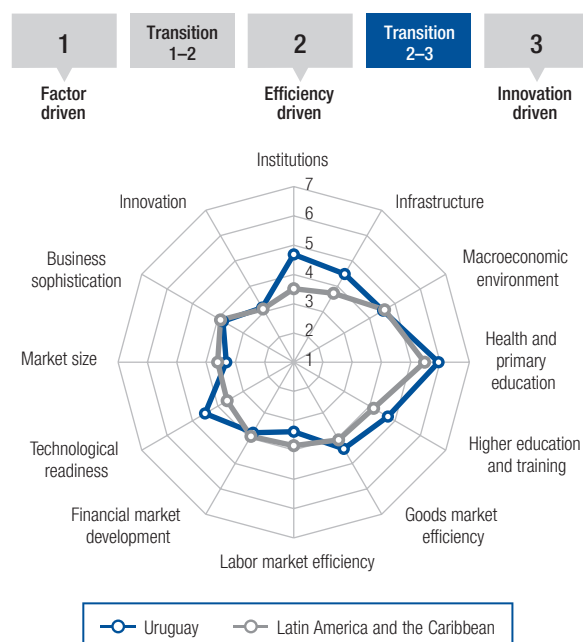 1
Transition
1–2
2
Transition
2–3
3
Factor
driven
Efficiency
driven
Innovation
driven
Institutions
7
6
5
4
3
2
1
Infrastructure
Macroeconomic
environment
Health and
primary
education
Higher education
and training
Goods market
efficiency
Labor market efficiency
Financial market
development
Technological
readiness
Market size
Business
sophistication
Innovation
Uruguay
Latin America and the Caribbean